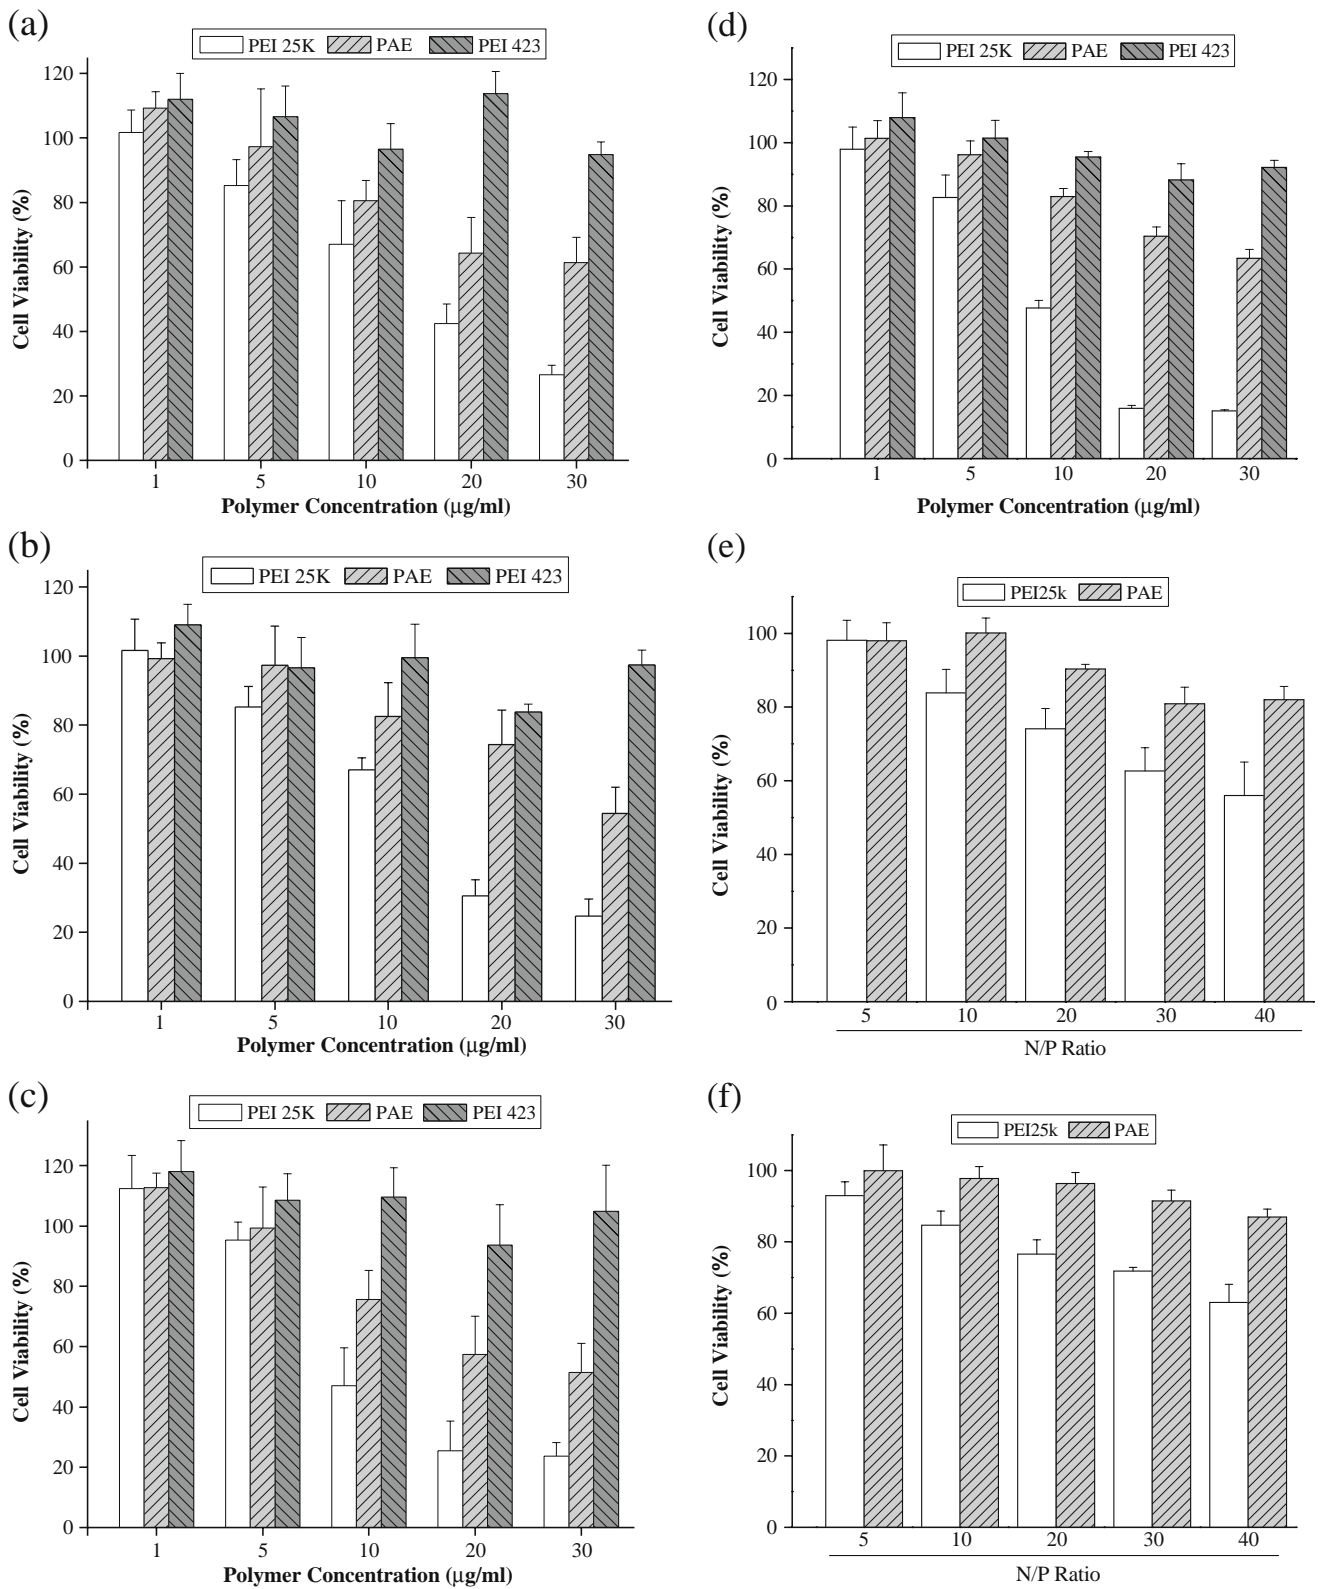 (a)
PEI 25K PAE PEI 423
120
100
80
60
40
20
0
Cell Viability (%)
1 5 10 20 30
Polymer Concentration (μg/ml)
(b)
PEI 25K PAE PEI 423
120
100
80
60
40
20
0
Cell Viability (%)
1 5 10 20 30
Polymer Concentration (μg/ml)
(c)
PEI 25K PAE PEI 423
120
100
80
60
40
20
0
Cell Viability (%)
1 5 10 20 30
Polymer Concentration (μg/ml)
(d)
PEI 25K PAE PEI 423
120
100
80
60
40
20
0
Cell Viability (%)
1 5 10 20 30
Polymer Concentration (μg/ml)
(e)
PEI25k PAE
100
80
60
40
20
0
Cell Viability (%)
5 10 20 30 40
N/P Ratio
(f)
PEI25k PAE
100
80
60
40
20
0
Cell Viability (%)
5 10 20 30 40
N/P Ratio